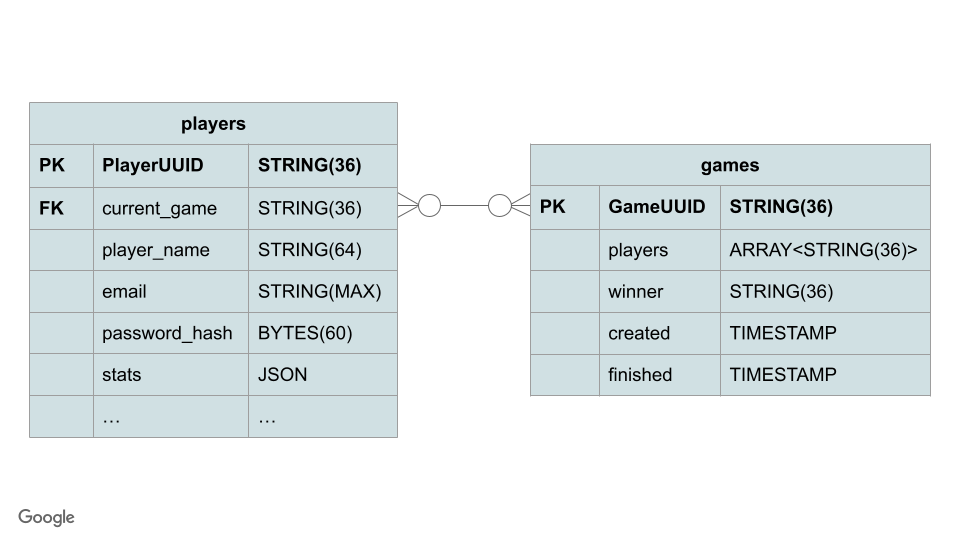 players
PK PlayerUUID STRING(36)
FK current_game STRING(36)
player_name STRING(64)
email STRING(MAX)
password_hash BYTES(60)
stats JSON
… …
games
PK GameUUID STRING(36)
players ARRAY<STRING(36)>
winner STRING(36)
created TIMESTAMP
finished TIMESTAMP
Google